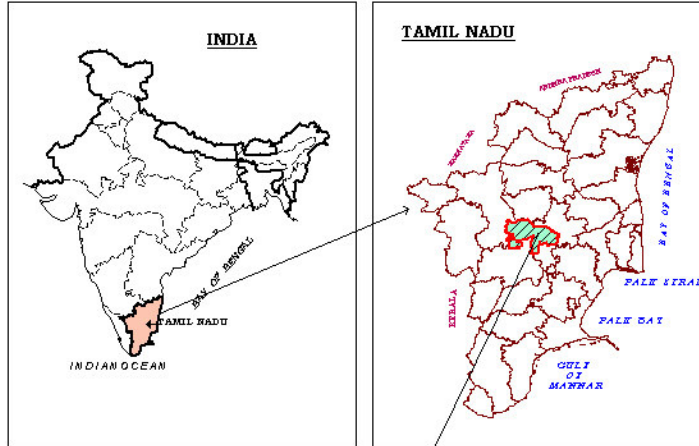 INDIA
BAY OF BENGAL
TAMIL NADU
INDIAN OCEAN
TAMIL NADU
ANDHRA PRADESH
KARNATAKA
BAY OF BENGAL
KERALA
PALK STRAI
PALK BAY
GULF
OF
MANNAR